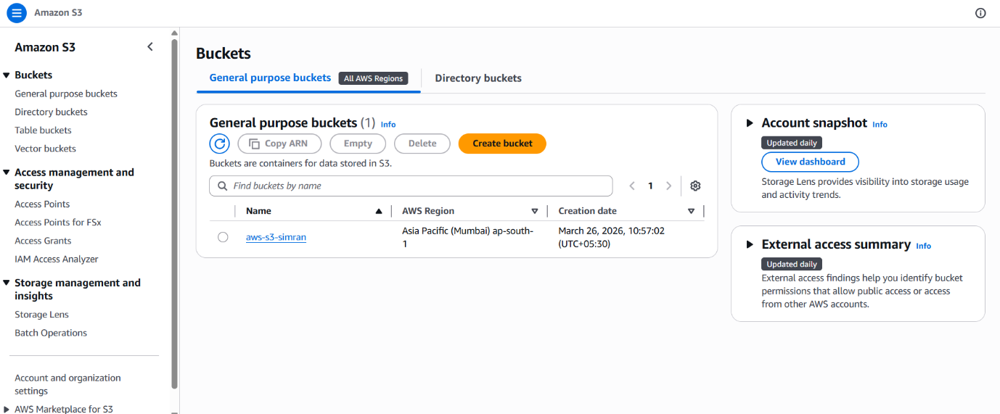 Amazon S3
Amazon S3
Buckets
General purpose buckets
Directory buckets
Table buckets
Vector buckets
Access management and
security
Access Points
Access Points for FSx
Access Grants
IAM Access Analyzer
Storage management and
insights
Storage Lens
Batch Operations
Account and organization
settings
AWS Marketplace for S3
Buckets
General purpose buckets All AWS Regions Directory buckets
General purpose buckets (1) Info
Copy ARN Empty Delete Create bucket
Buckets are containers for data stored in S3.
Find buckets by name
1
Name AWS Region Creation date
aws-s3-simran Asia Pacific (Mumbai) ap-south- March 26, 2026, 10:57:02
1 (UTC+05:30)
Account snapshot Info
Updated daily
View dashboard
Storage Lens provides visibility into storage usage
and activity trends.
External access summary Info
Updated daily
External access findings help you identify bucket
permissions that allow public access or access
from other AWS accounts.